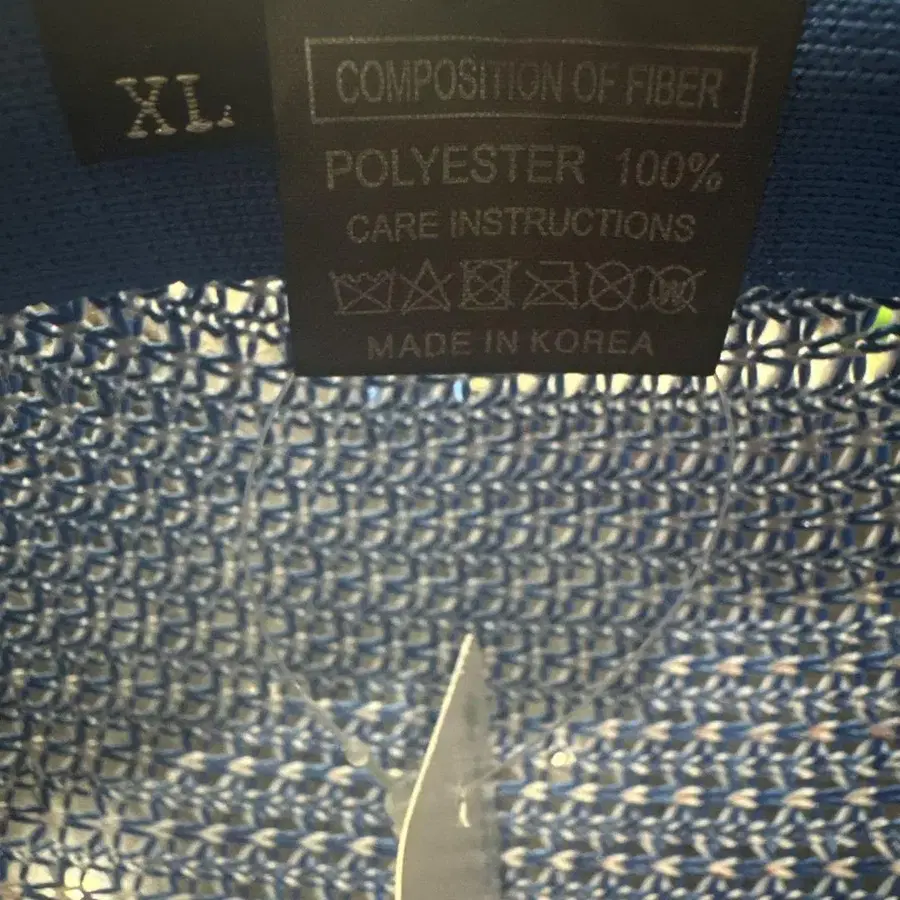 XL
COMPOSITION OF FIBER
POLYESTER 100%
CARE INSTRUCTIONS
W
MADE IN KOREA